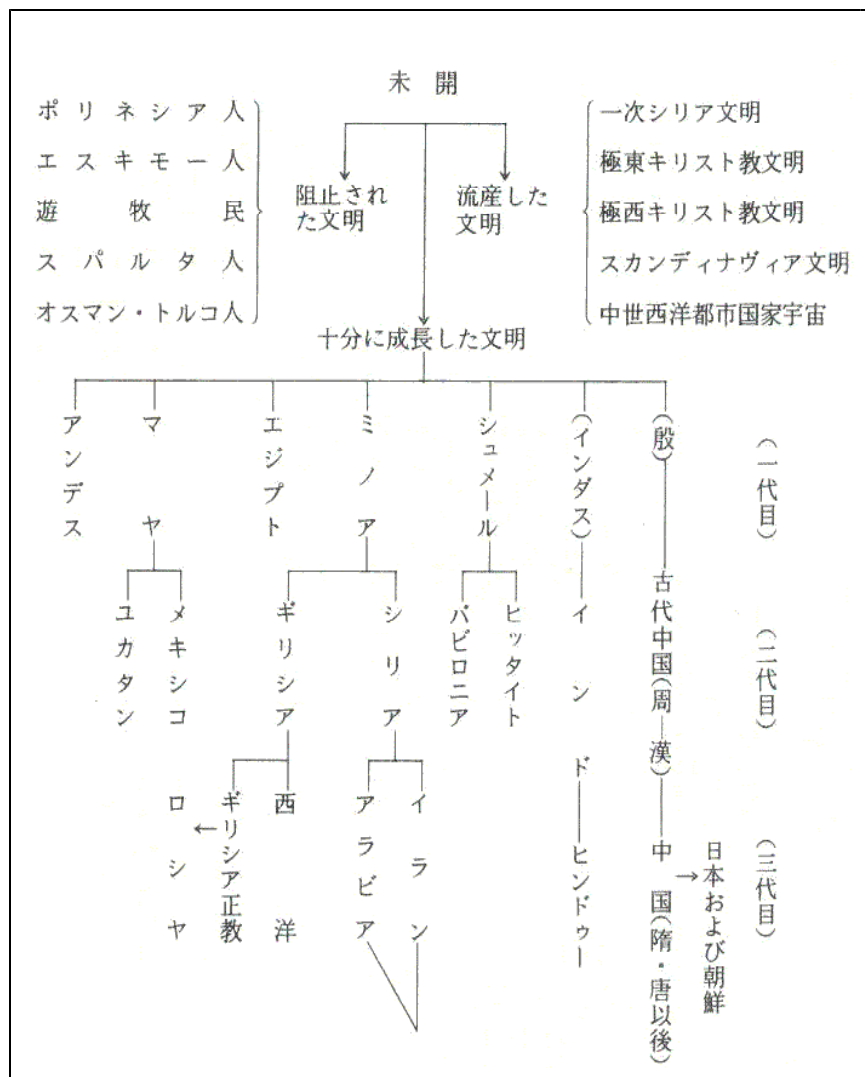 未開
ポリネシア人
エスキモー人
遊牧民
スパルタ人
オスマン・トルコ人
阻止され
た文明
流産した
文明
一次シリア文明
極東キリスト教文明
極西キリスト教文明
スカンディナヴィア文明
中世西洋都市国家宇宙
十分に成長した文明
(一代目)
(殷)
(インダス)
シュメール
ミノア
エジプト
マヤ
アンデス
(二代目)
古代中国(周―漢)
インド
ヒッタイト
バビロニア
シリア
ギリシア
メキシコ
ユカタン
(三代目)
日本および朝鮮
中国(隋・唐以後)
ヒンドゥー
イラン
アラビア
西洋
ギリシア正教
ロシヤ